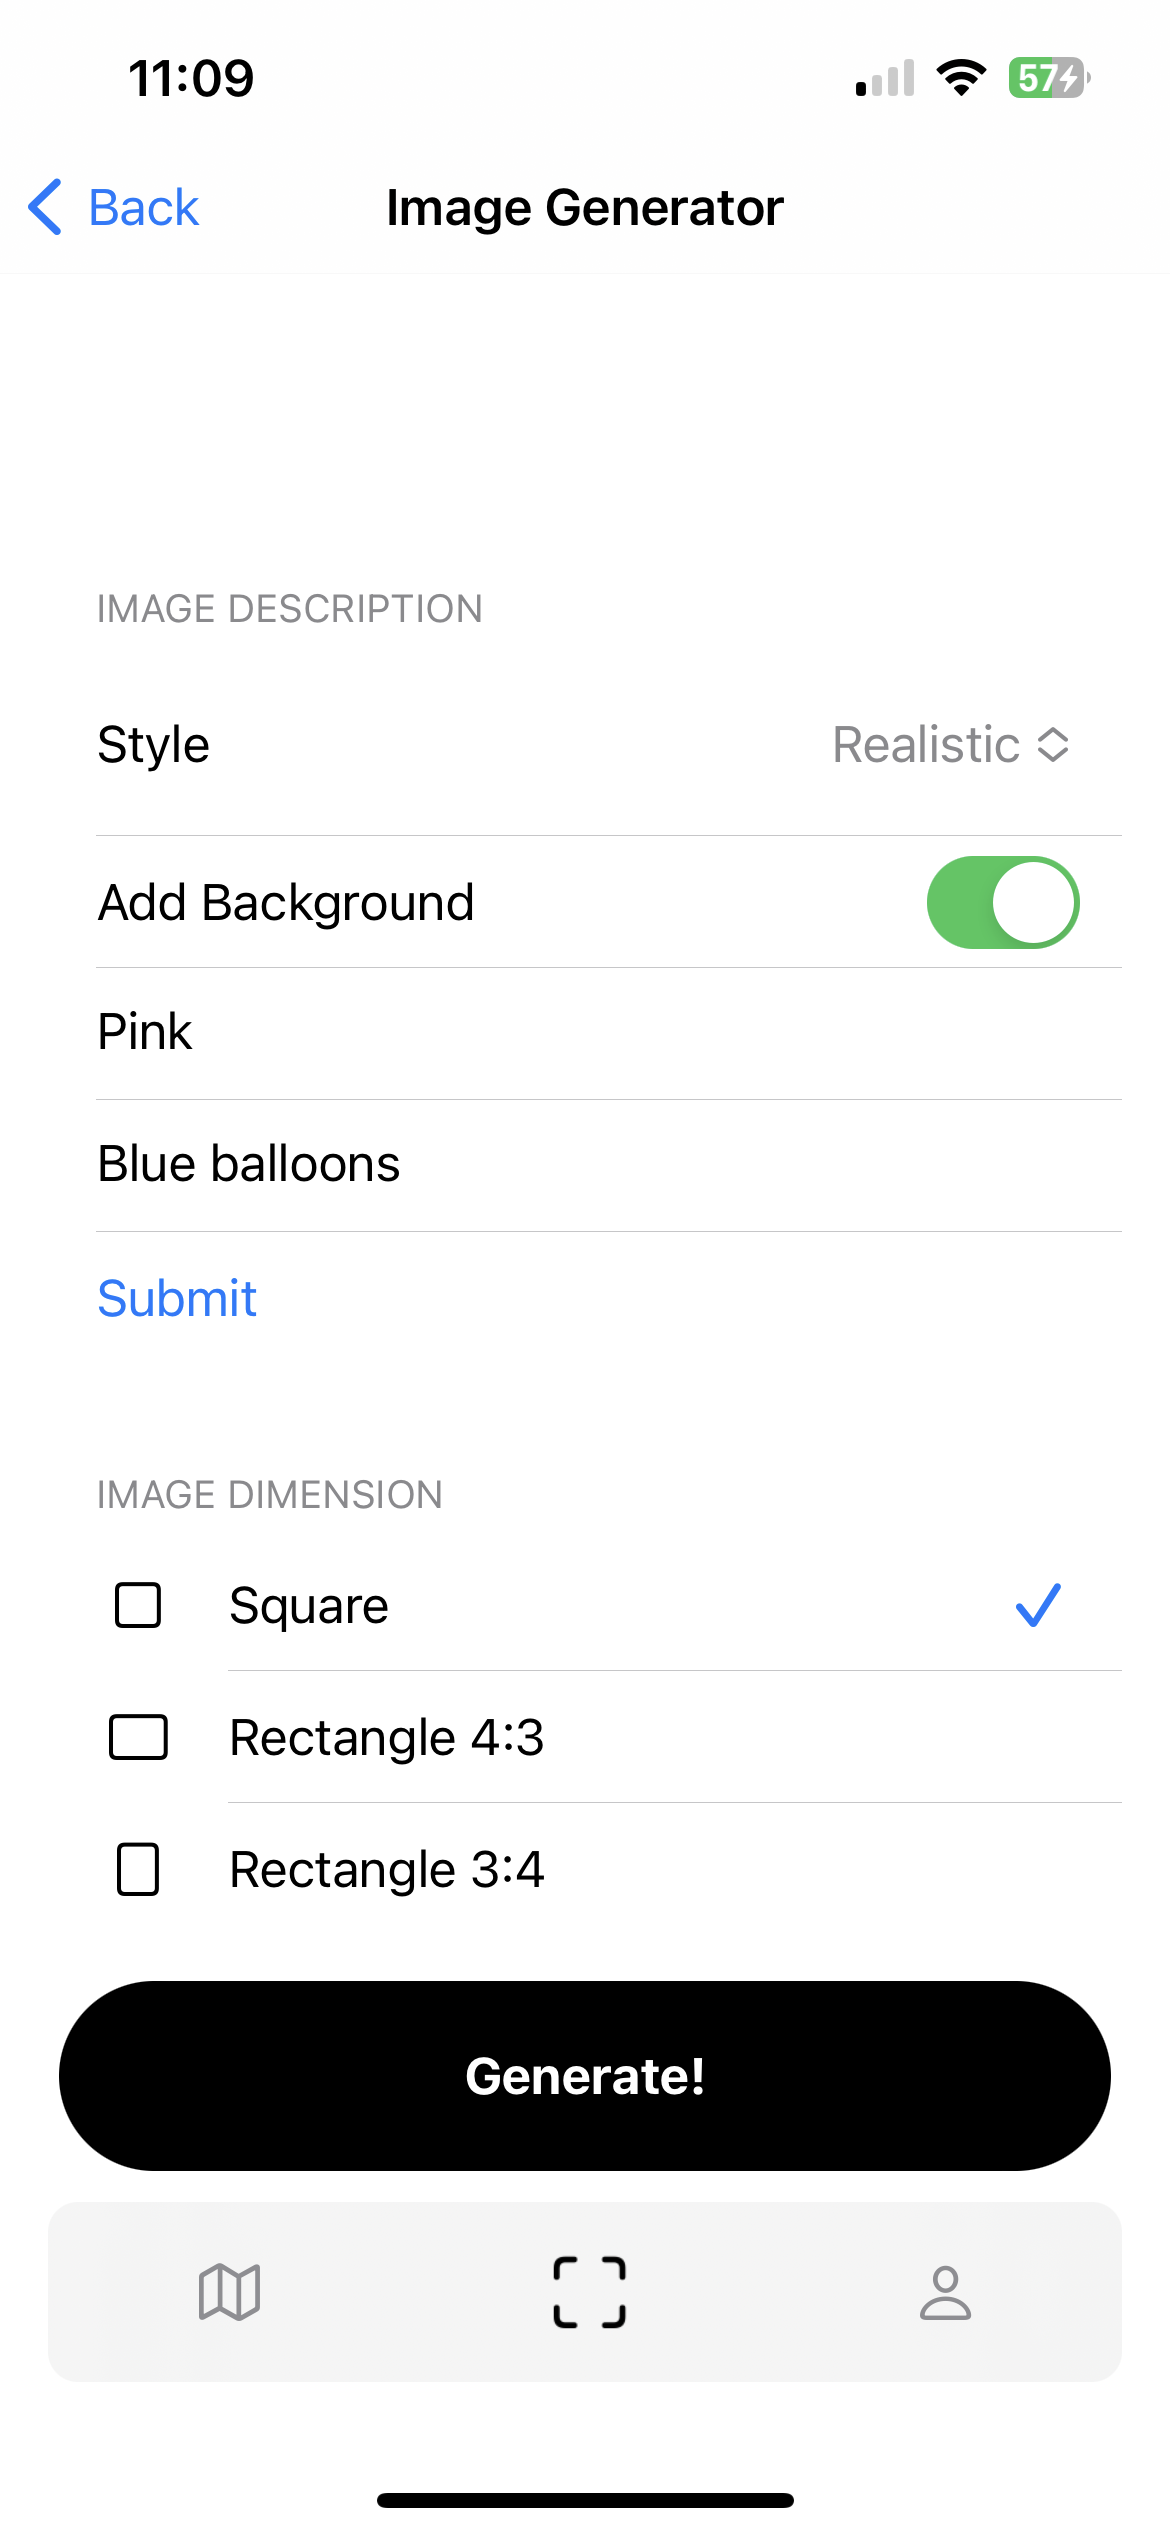 11:09
57
Back
Image Generator
IMAGE DESCRIPTION
Style
Realistic
Add Background
Pink
Blue balloons
Submit
IMAGE DIMENSION
Square
Rectangle 4:3
Rectangle 3:4
Generate!